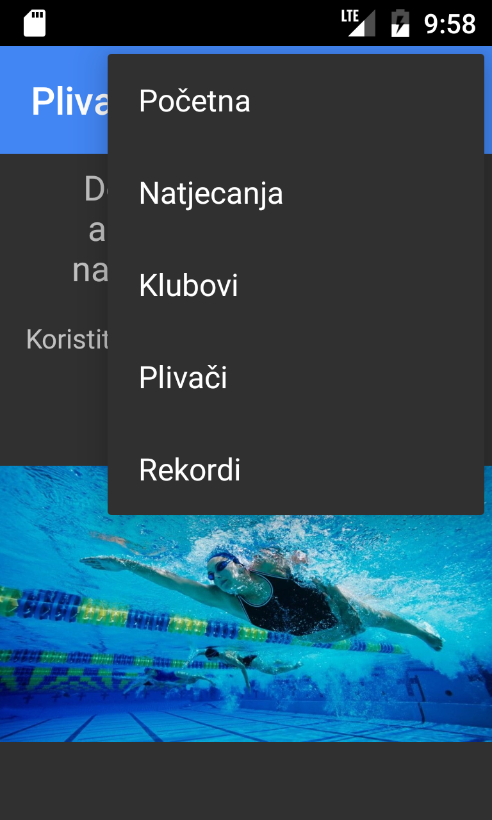 LTE 9:58
Početna
Natjecanja
Klubovi
Plivači
Rekordi